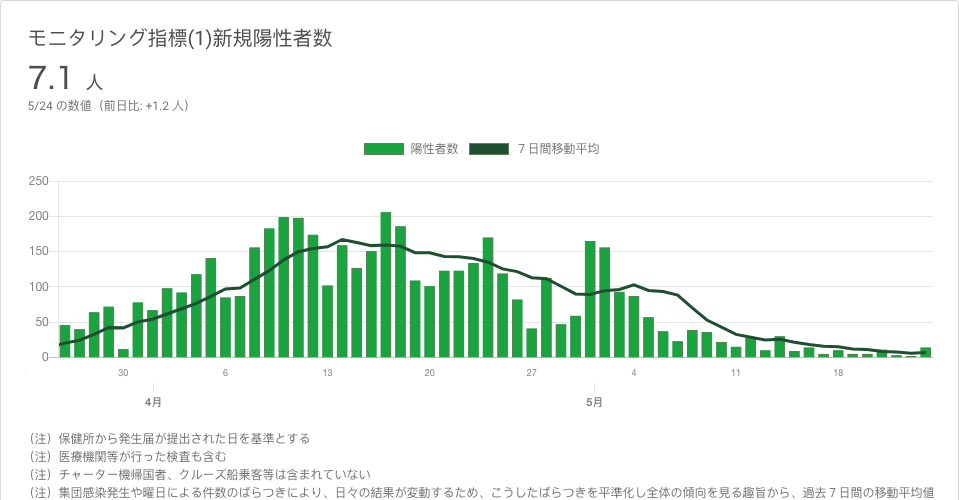 モニタリング指標(1)新規陽性者数
7.1 人
5/24 の数値（前日比: +1.2 人）
陽性者数 7 日間移動平均
250
200
150
100
50
0
30 6 13 20 27 4 11 18
4月 5月
（注）保健所から発生届が提出された日を基準とする
（注）医療機関等が行った検査も含む
（注）チャーター機帰国者、クルーズ船乗客等は含まれていない
（注）集団感染発生や曜日による件数のばらつきにより、日々の結果が変動するため、こうしたばらつきを平準化し全体の傾向を見る趣旨から、過去 7 日間の移動平均値